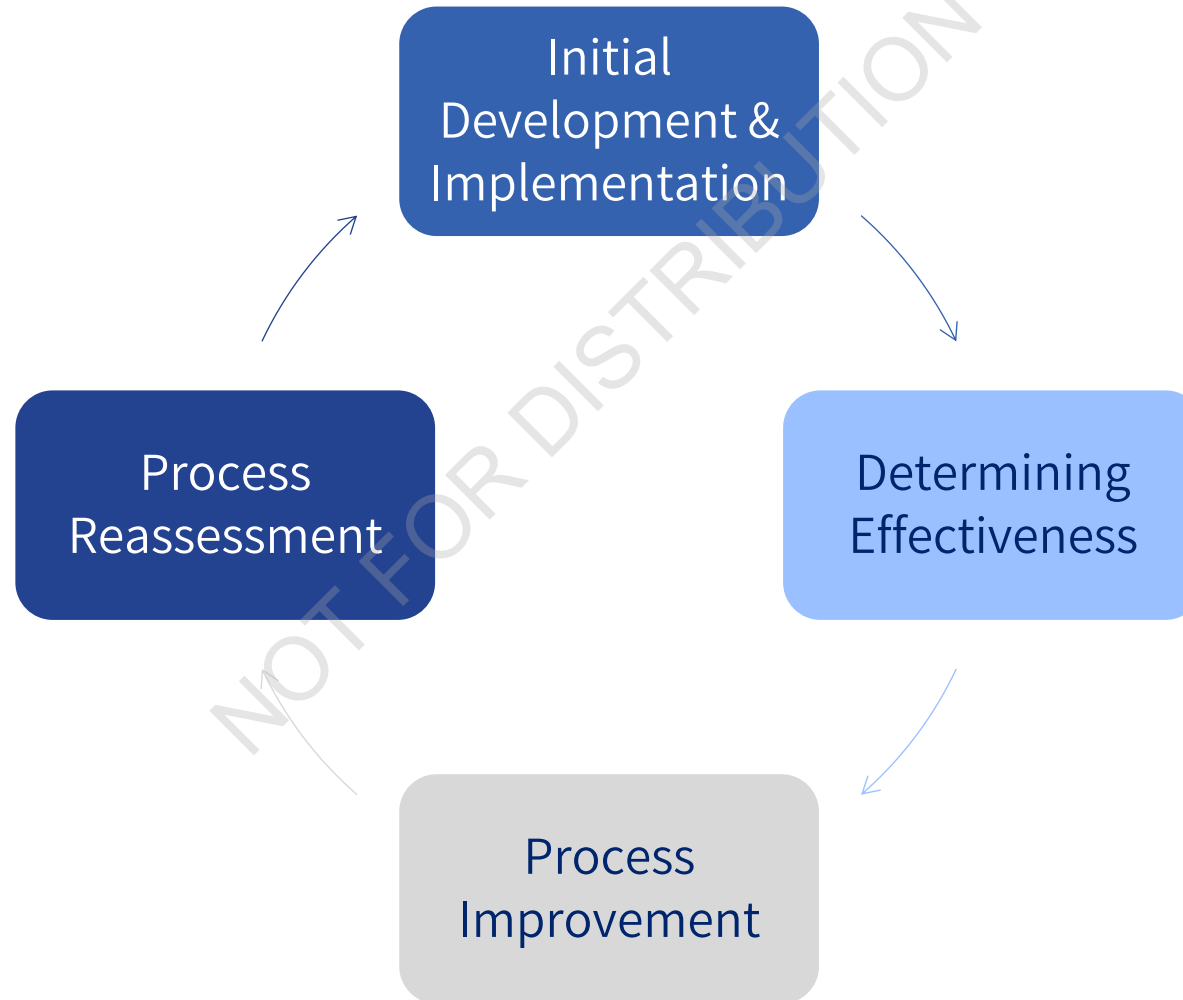 Initial
Development &
Implementation
Process
Reassessment
Determining
Effectiveness
Process
Improvement
NOT FOR DISTRIBUTION